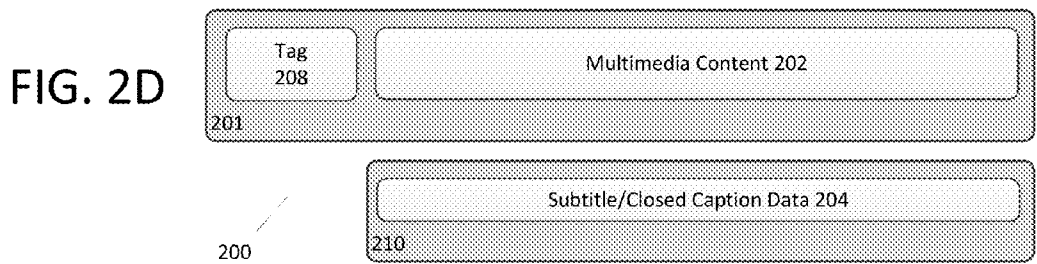 FIG. 2D
Tag
208
Multimedia Content 202
201
Subtitle/Closed Caption Data 204
200
210